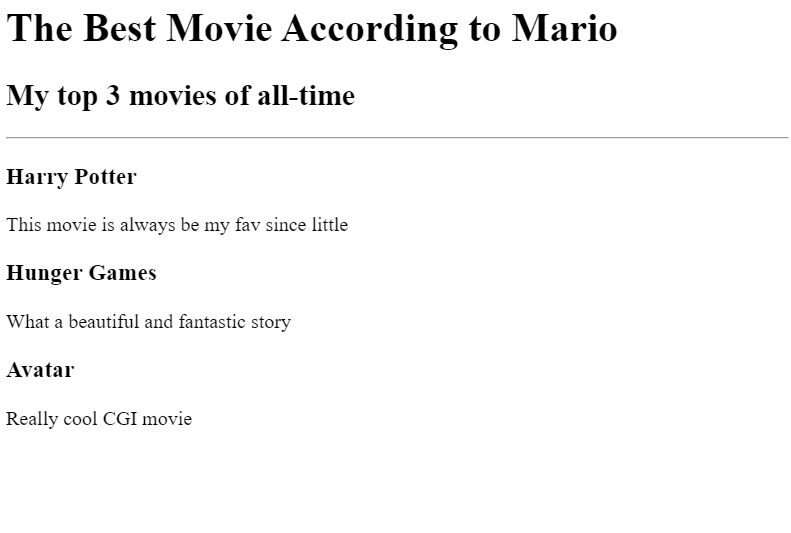 The Best Movie According to Mario
My top 3 movies of all-time
Harry Potter
This movie is always be my fav since little
Hunger Games
What a beautiful and fantastic story
Avatar
Really cool CGI movie